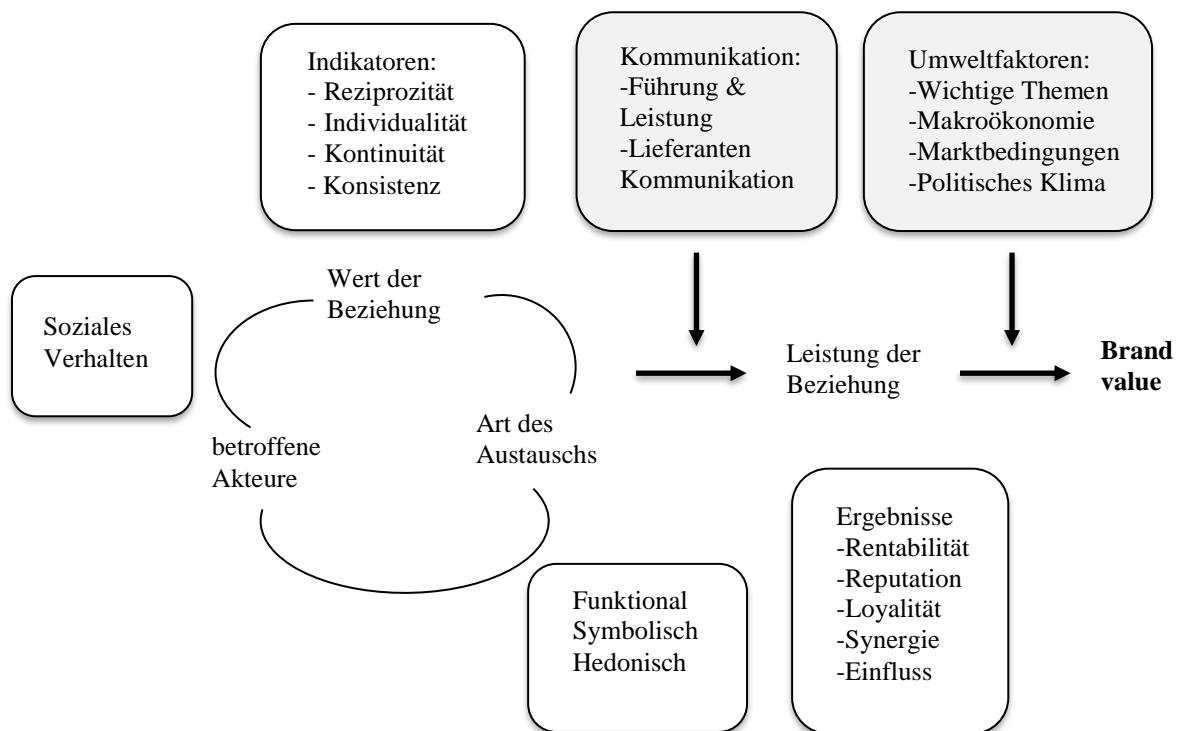 Indikatoren:
- Reziprozität
- Individualität
- Kontinuität
- Konsistenz
Kommunikation:
-Führung &
Leistung
-Lieferanten
Kommunikation
Umweltfaktoren:
-Wichtige Themen
-Makroökonomie
-Marktbedingungen
-Politisches Klima
Soziales
Verhalten
Wert der
Beziehung
betroffene
Akteure
Art des
Austauschs
Leistung der
Beziehung
Brand
value
Funktional
Symbolisch
Hedonisch
Ergebnisse
-Rentabilität
-Reputation
-Loyalität
-Synergie
-Einfluss